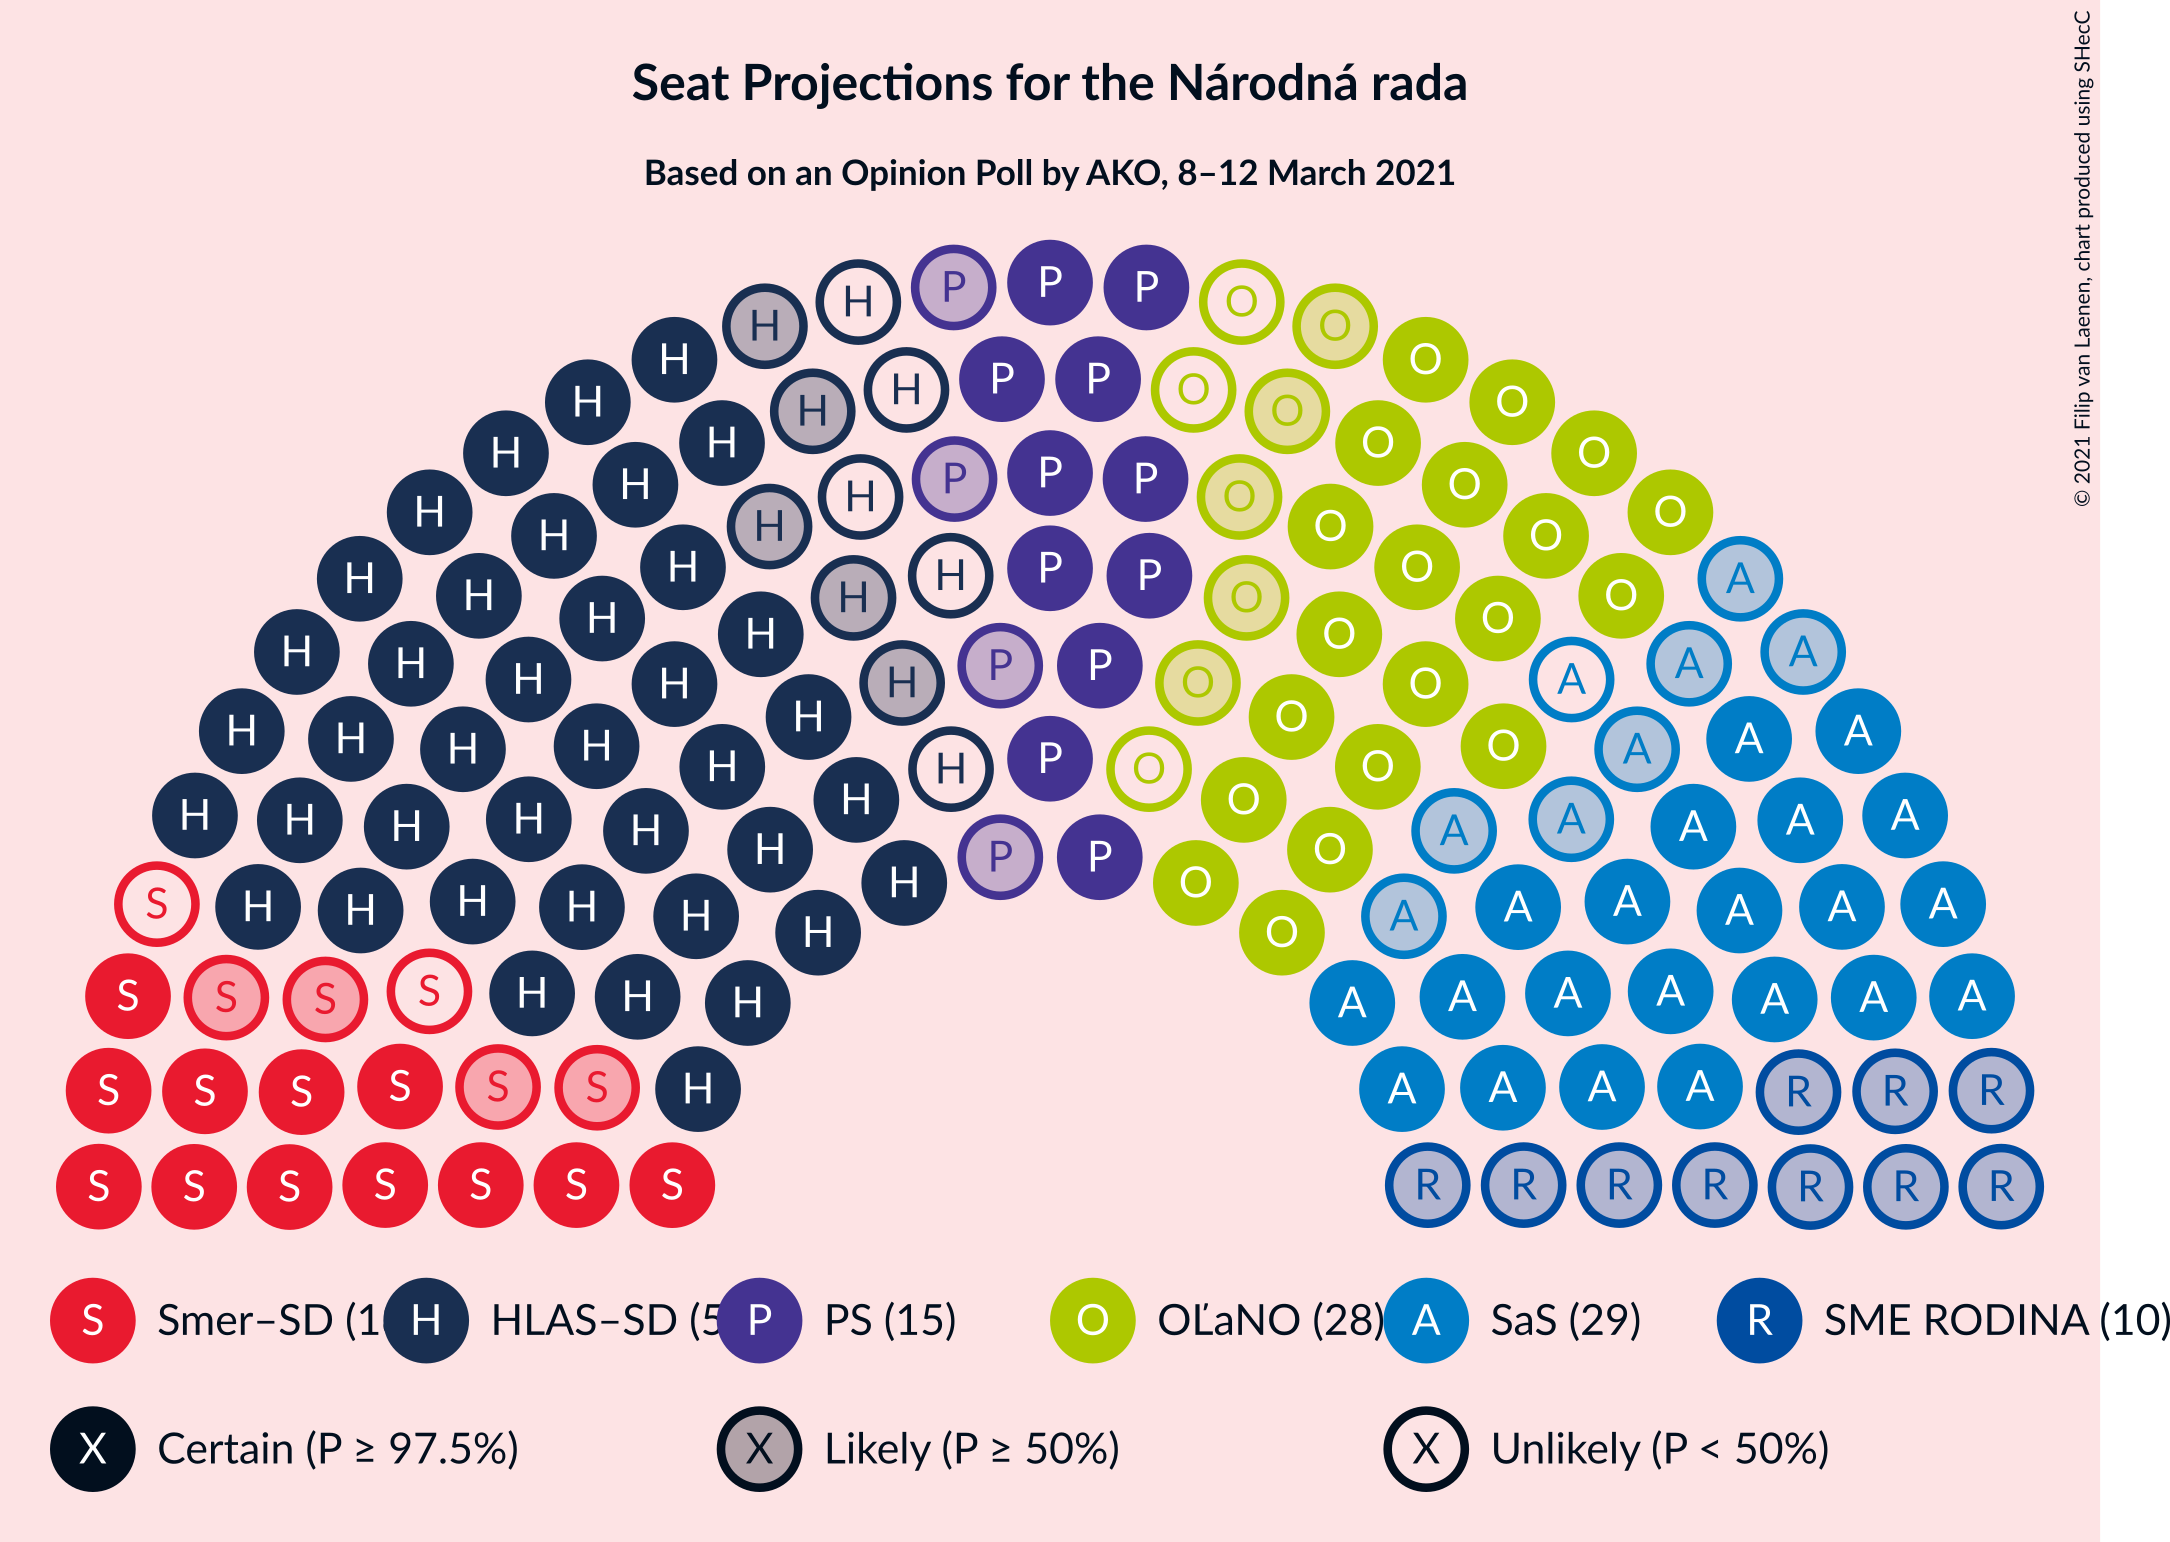 Seat Projections for the Národná rada
Based on an Opinion Poll by AKO, 8–12 March 2021
© 2021 Filip van Laenen, chart produced using SHecC
H H P P P O O
H H H H P P O O O O
H H H H H H H P P P O O O O O O O
H H H H H H P P O O O O A
H H H H H H P P O O O A A A
H H H H H H H P O O O O A A A
H H H H H H H P P O O A A A A A
S H H H H H H H O O A A A A A A
S S S S H H H A A A A A A A
S S S S S S H A A A A R R R
S S S S S S S R R R R R R R
S Smer–SD (1 H HLAS–SD (5 P PS (15) O OĽaNO (28) A SaS (29) R SME RODINA (10)
X Certain (P ≥ 97.5%) X Likely (P ≥ 50%) X Unlikely (P < 50%)